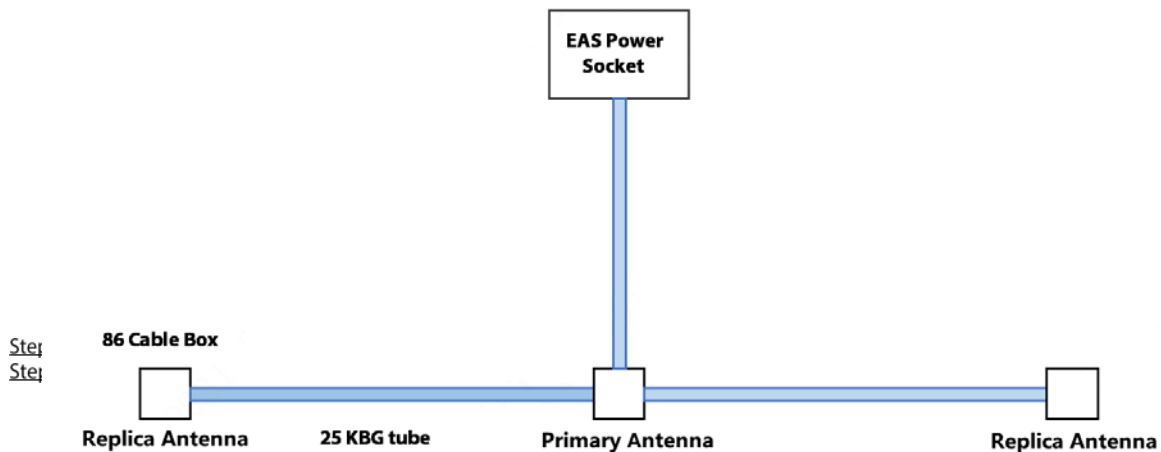 EAS Power
Socket
86 Cable Box
Replica Antenna
25 KBG tube
Primary Antenna
Replica Antenna